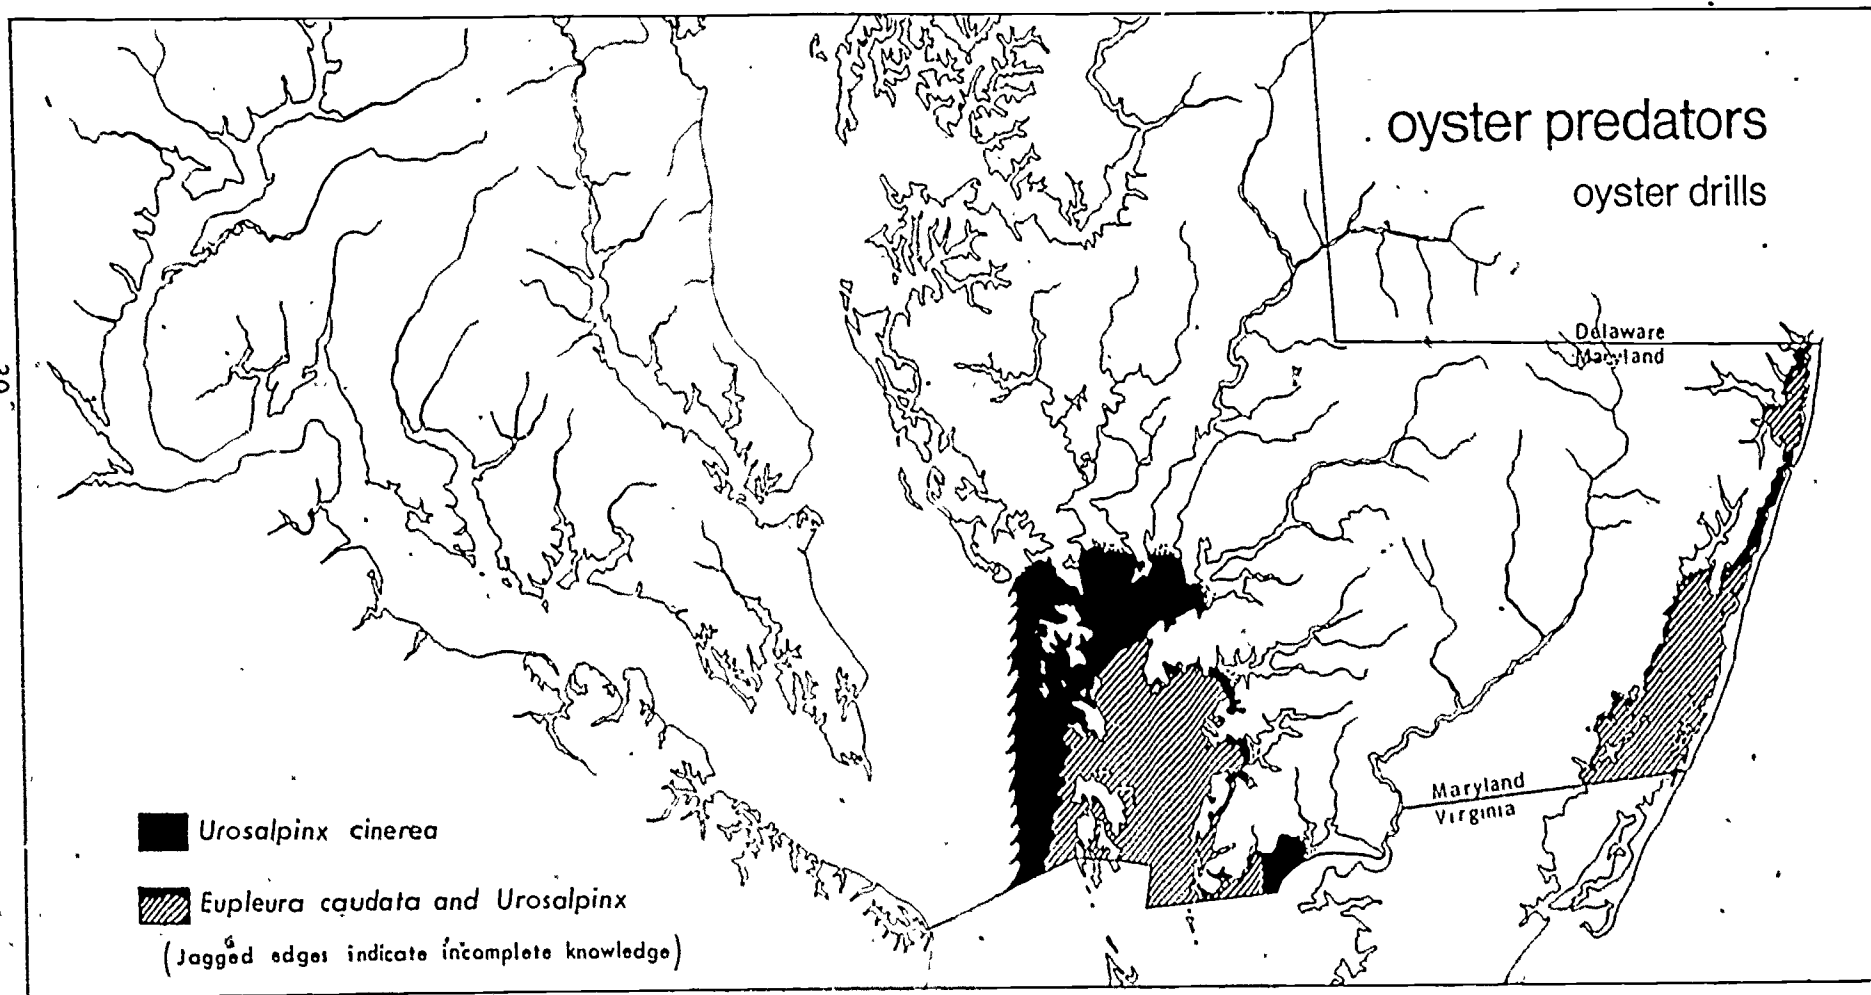 oyster predators
oyster drills
Delaware
Maryland
Maryland
Virginia
Urosalpinx cinerea
Eupleura caudata and Urosalpinx
(Jagged edges indicate incomplete knowledge)